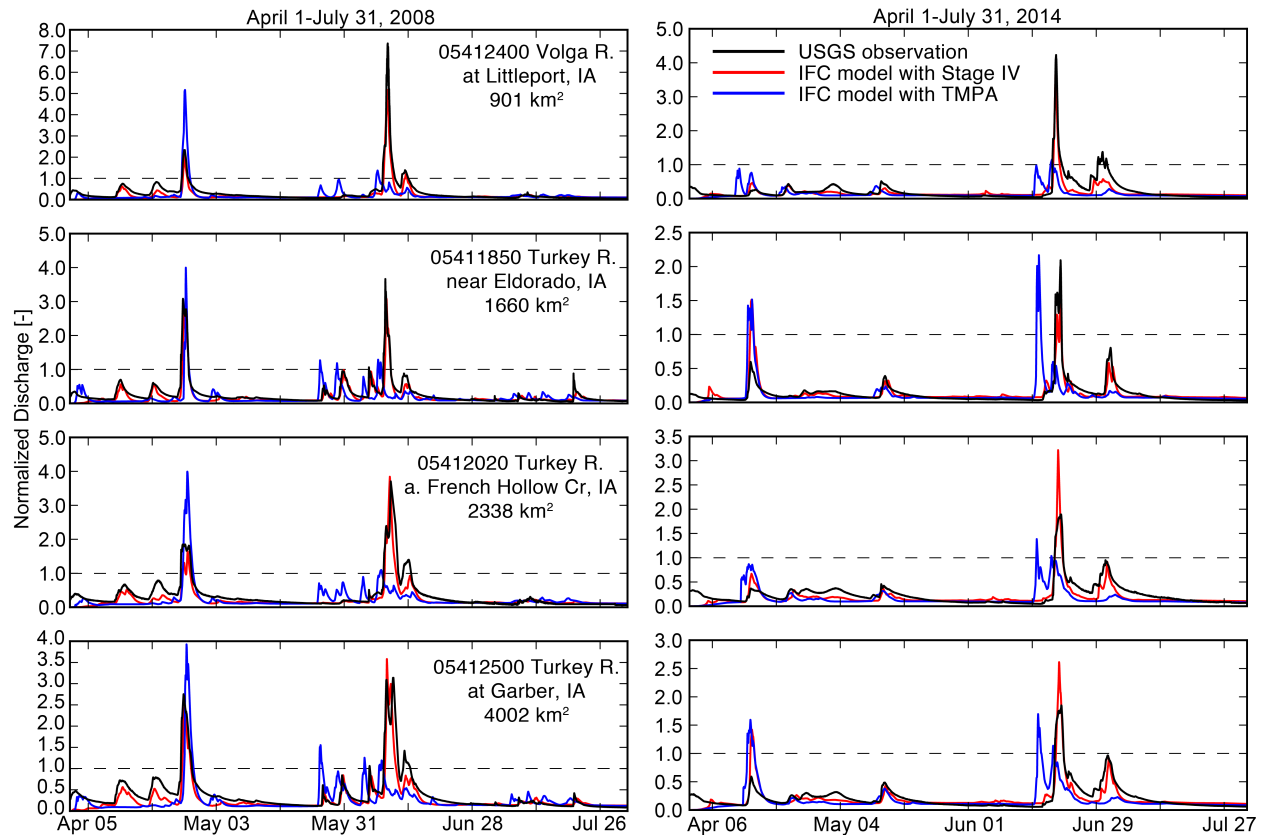 April 1-July 31, 2008
April 1-July 31, 2014
Normalized Discharge [-]
8.0
7.0
6.0
5.0
4.0
3.0
2.0
1.0
0.0
05412400 Volga R.
at Littleport, IA
901 km²
5.0
4.0
3.0
2.0
1.0
0.0
USGS observation
IFC model with Stage IV
IFC model with TMPA
5.0
4.0
3.0
2.0
1.0
0.0
05411850 Turkey R.
near Eldorado, IA
1660 km²
2.5
2.0
1.5
1.0
0.5
0.0
5.0
4.0
3.0
2.0
1.0
0.0
05412020 Turkey R.
a. French Hollow Cr, IA
2338 km²
3.5
3.0
2.5
2.0
1.5
1.0
0.5
0.0
4.0
3.5
3.0
2.5
2.0
1.5
1.0
0.5
0.0
05412500 Turkey R.
at Garber, IA
4002 km²
3.0
2.5
2.0
1.5
1.0
0.5
0.0
Apr 05 May 03 May 31 Jun 28 Jul 26
Apr 06 May 04 Jun 01 Jun 29 Jul 27